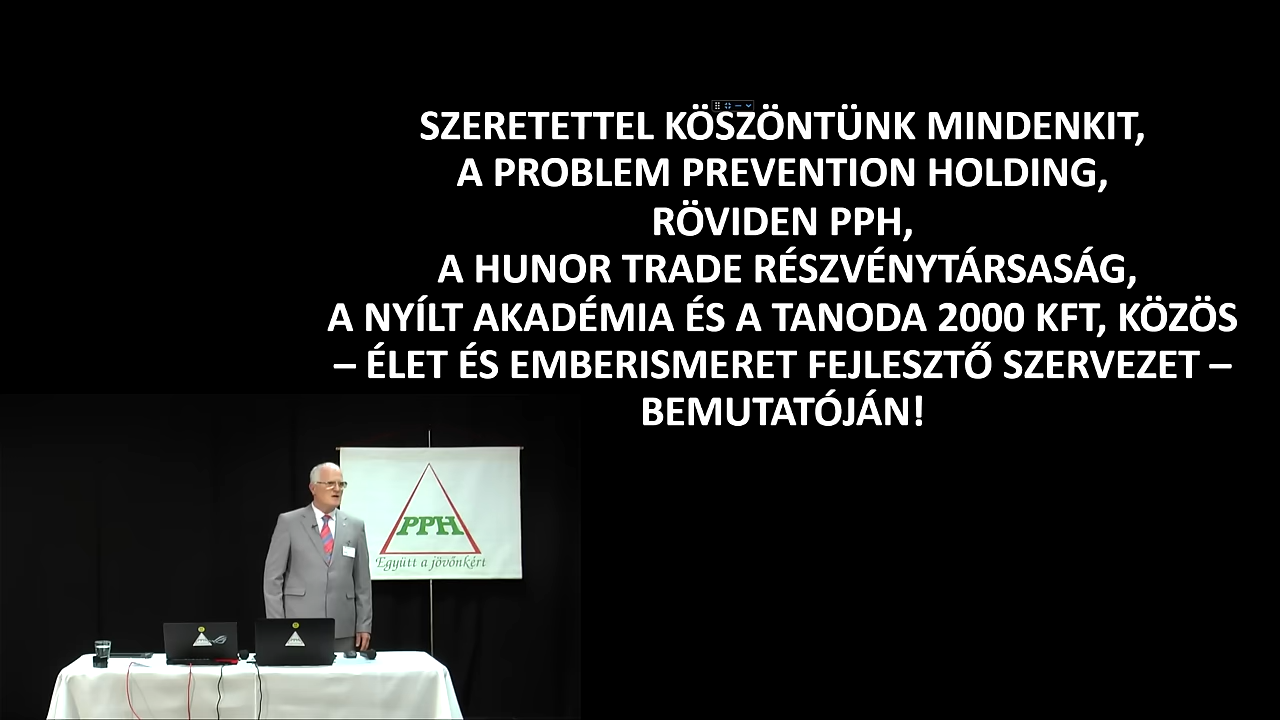 SZERETETTEL KÖSZÖNTÜNK MINDENKIT,
A PROBLEM PREVENTION HOLDING,
RÖVIDEN PPH,
A HUNOR TRADE RÉSZVÉNYTÁRSASÁG,
A NYÍLT AKADÉMIA ÉS A TANODA 2000 KFT, KÖZÖS
– ÉLET ÉS EMBERISMERET FEJLESZTŐ SZERVEZET –
BEMUTATÓJÁN!
PPH
Együtt a jövőnkért